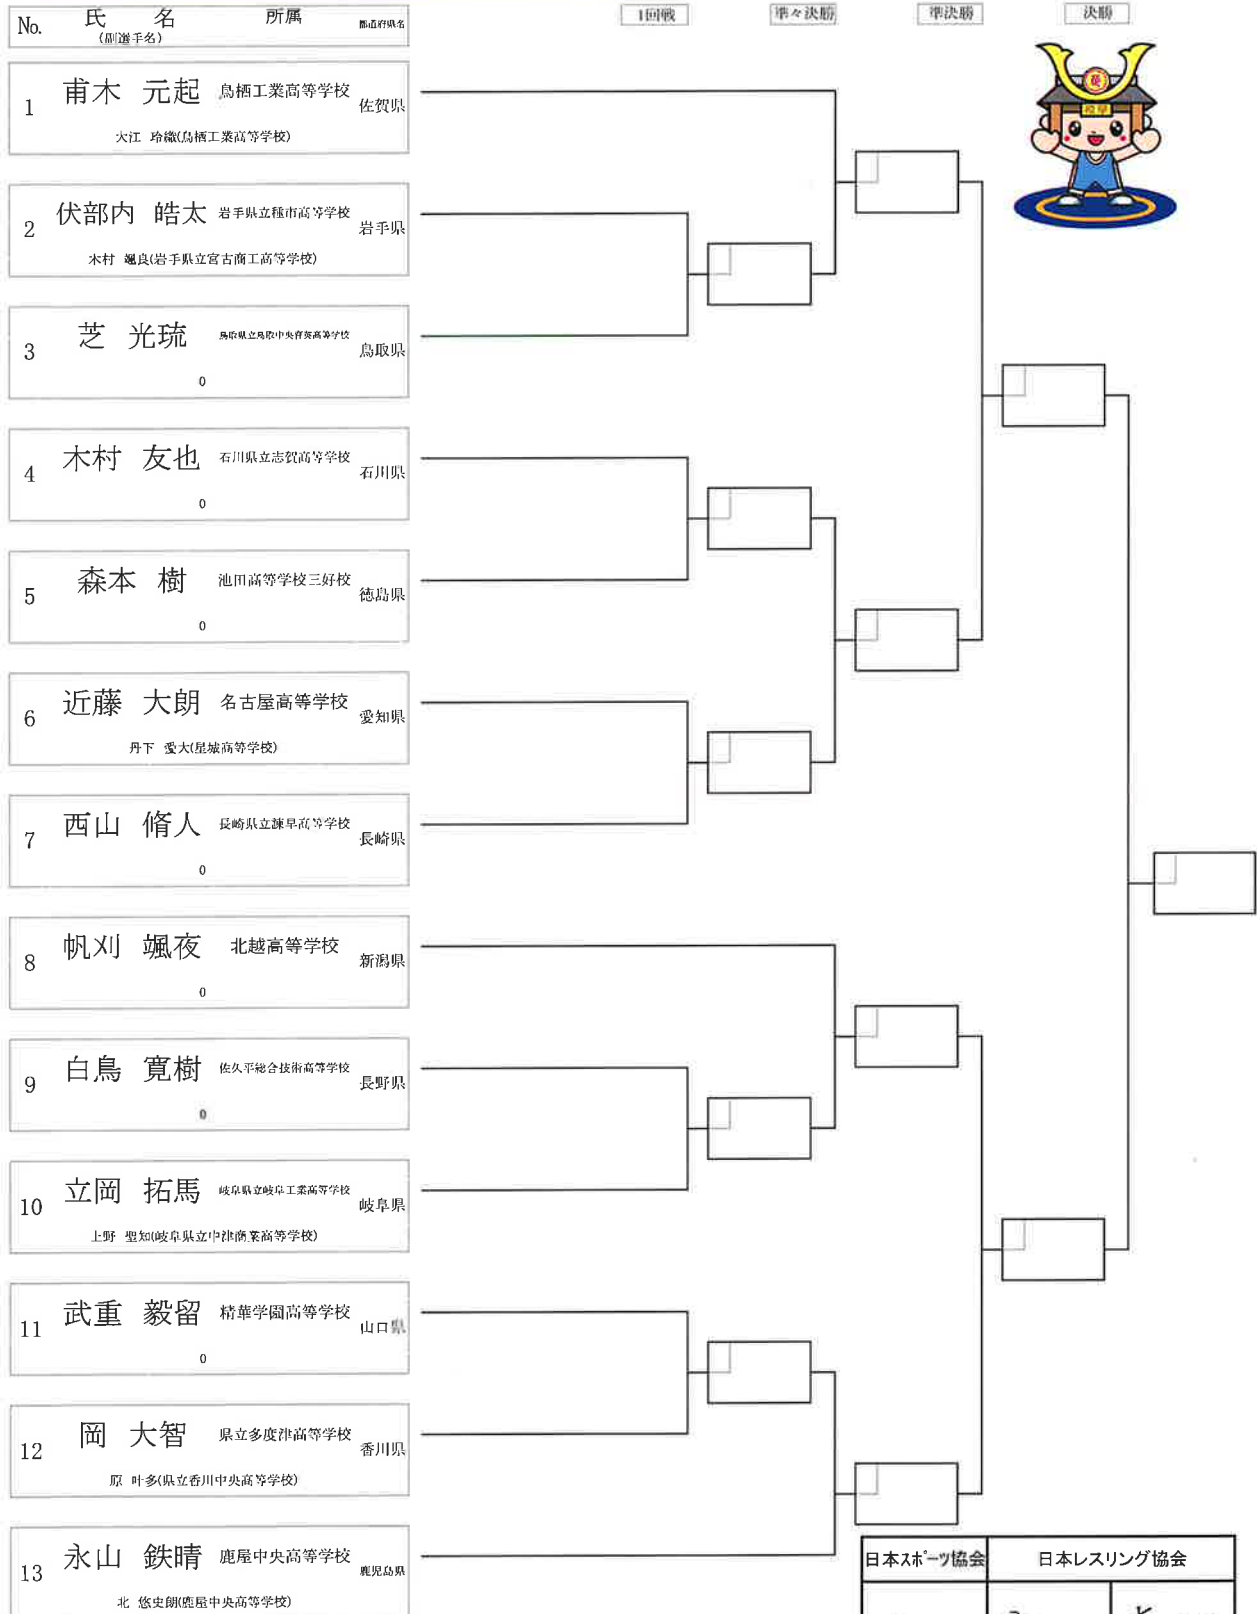 No. 氏 名 所属 都道府県名 1回戦 準々決勝 準決勝 決勝
(副選手名)
1 甫木 元起 鳥栖工業高等学校 佐賀県
大江 玲織(鳥栖工業高等学校)
2 伏部内 皓太 岩手県立種市高等学校 岩手県
木村 颯良(岩手県立宮古商工高等学校)
3 芝 光琉 鳥取県立鳥取中央育英高等学校 鳥取県
0
4 木村 友也 石川県立志賀高等学校 石川県
0
5 森本 樹 池田高等学校三好校 徳島県
0
6 近藤 大朗 名古屋高等学校 愛知県
丹下 愛大(星城高等学校)
7 西山 脩人 長崎県立諫早高等学校 長崎県
0
8 帆刈 颯夜 北越高等学校 新潟県
0
9 白鳥 寛樹 佐久平総合技術高等学校 長野県
0
10 立岡 拓馬 岐阜県立岐阜工業高等学校 岐阜県
上野 聖知(岐阜県立中津商業高等学校)
11 武重 毅留 精華学園高等学校 山口県
0
12 岡 大智 県立多度津高等学校 香川県
原 叶多(県立香川中央高等学校)
13 永山 鉄晴 鹿屋中央高等学校 鹿児島県
北 悠史朗(鹿屋中央高等学校)
日本スポーツ協会 日本レスリング協会